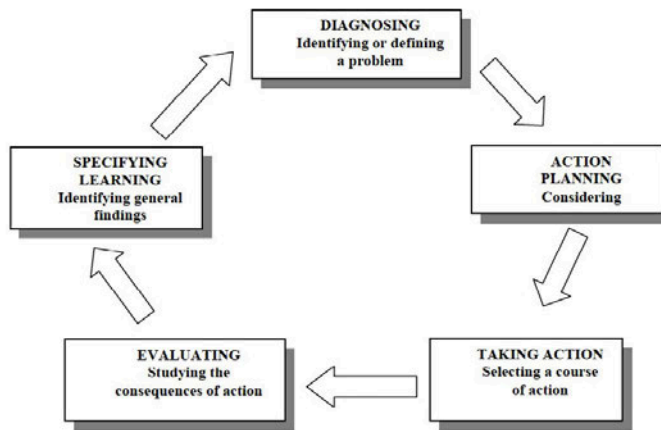 DIAGNOSING
Identifying or defining
a problem
ACTION
PLANNING
Considering
TAKING ACTION
Selecting a course
of action
EVALUATING
Studying the
consequences of action
SPECIFYING
LEARNING
Identifying general
findings